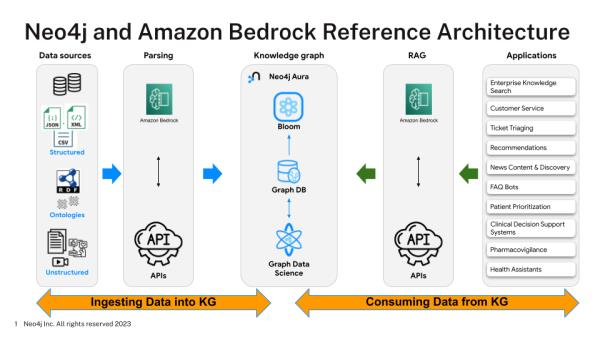 Neo4j and Amazon Bedrock Reference Architecture
Data sources
Parsing
Knowledge graph
RAG
Applications
JSON
XML
CSV
Structured
RDF
Ontologies
Unstructured
Amazon Bedrock
API
APIs
Neo4j Aura
Bloom
Graph DB
Graph Data
Science
Amazon Bedrock
API
APIs
Enterprise Knowledge
Search
Customer Service
Ticket Triaging
Recommendations
News Content & Discovery
FAQ Bots
Patient Prioritization
Clinical Decision Support
Systems
Pharmacovigilance
Health Assistants
Ingesting Data into KG
Consuming Data from KG
1 Neo4j Inc. All rights reserved 2023